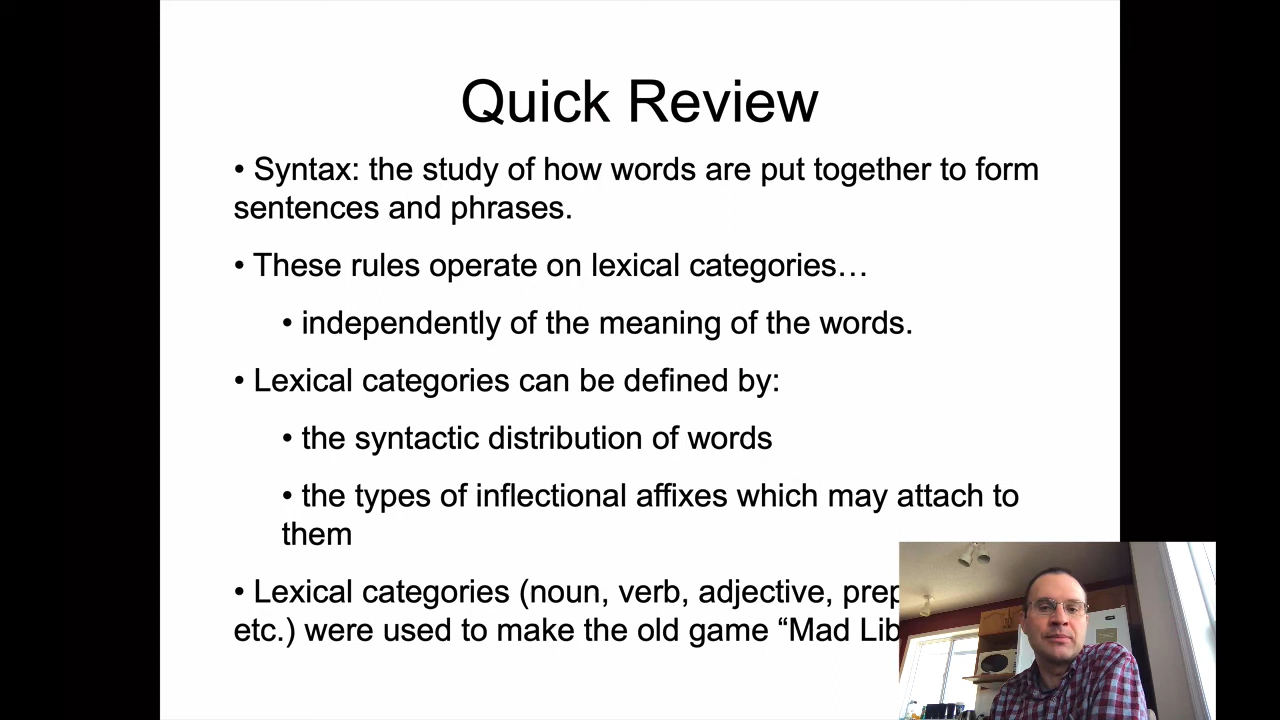 Quick Review
• Syntax: the study of how words are put together to form
sentences and phrases.
• These rules operate on lexical categories…
• independently of the meaning of the words.
• Lexical categories can be defined by:
• the syntactic distribution of words
• the types of inflectional affixes which may attach to
them
• Lexical categories (noun, verb, adjective,
etc.) were used to make the old game “Mad